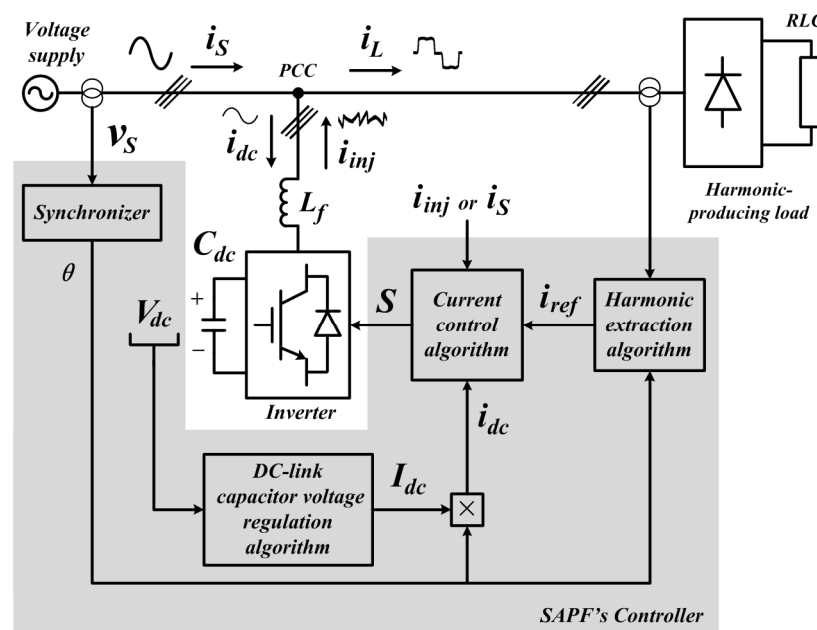 Voltage
supply
i_S
PCC
i_L
RLC
v_S
i_dc
i_inj
Harmonic-
producing load
Synchronizer
L_f
i_inj or i_S
θ
C_dc
+
−
V_dc
S
Current
control
algorithm
i_ref
Harmonic
extraction
algorithm
Inverter
i_dc
DC-link
capacitor voltage
regulation
algorithm
I_dc
×
SAPF's Controller